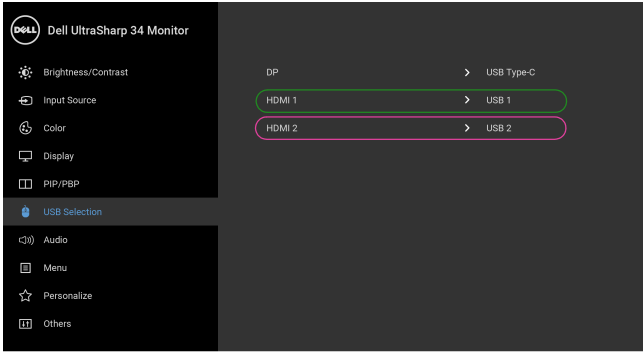 DELL
Dell UltraSharp 34 Monitor
Brightness/Contrast
Input Source
Color
Display
PIP/PBP
USB Selection
Audio
Menu
Personalize
Others
DP > USB Type-C
HDMI 1 > USB 1
HDMI 2 > USB 2